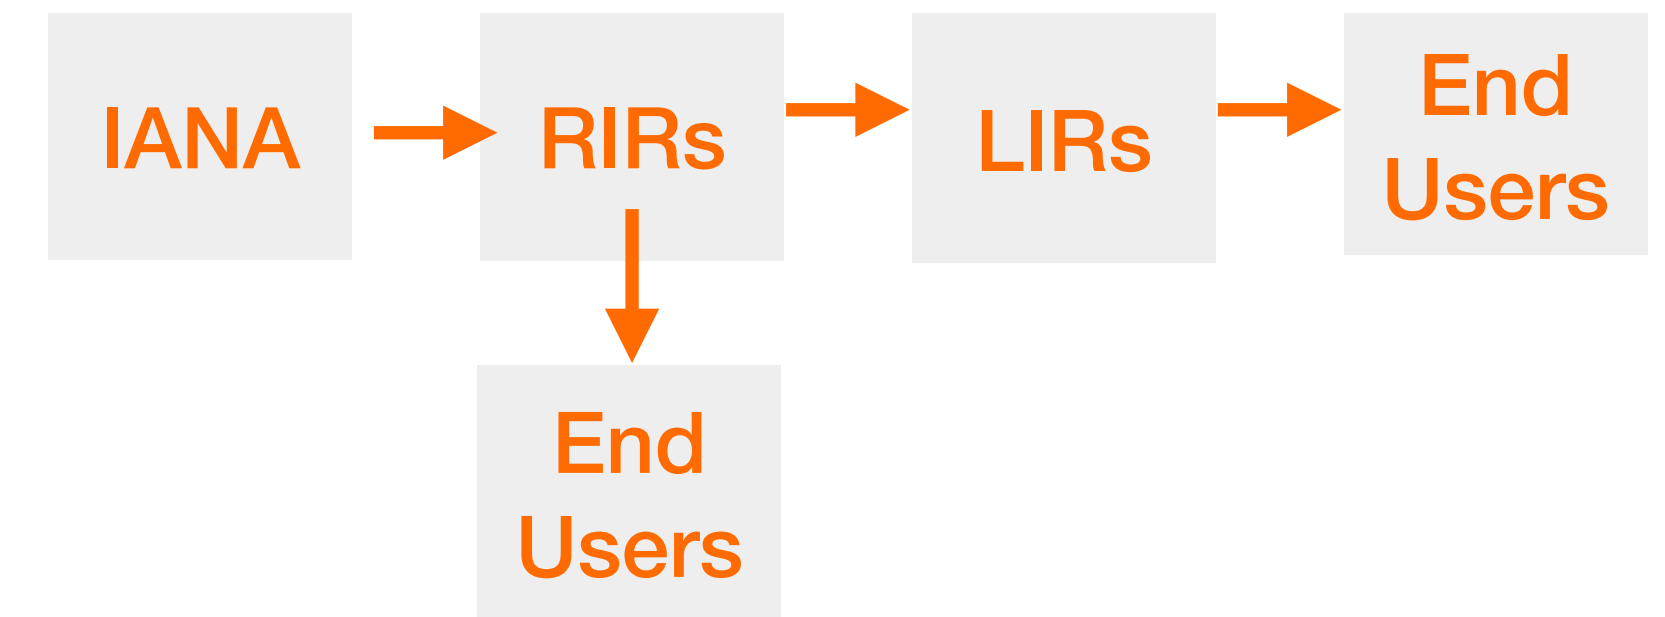 IANA
RIRs
LIRs
End
Users
End
Users